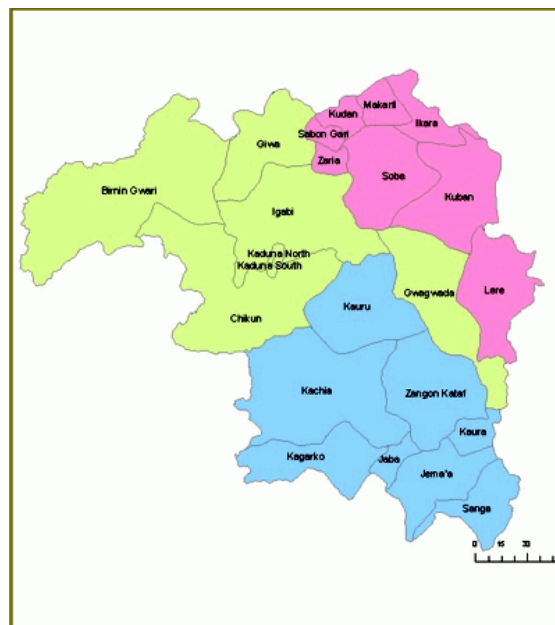 Makarfi
Kudan
Ikara
Sabon Gari
Giwa
Zaria
Soba
Birnin Gwari
Kuban
Igabi
Kaduna North
Kaduna South
Lere
Gwagwada
Kauru
Chikun
Kachia
Zangon Kataf
Kaura
Kagarko
Jaba
Jema'a
Sanga
0 15 30